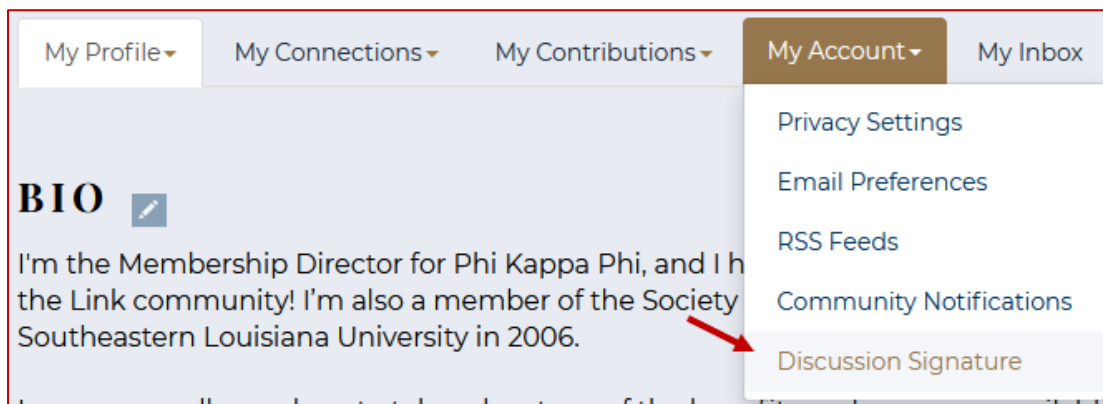 My Profile My Connections My Contributions My Account My Inbox
Privacy Settings
Email Preferences
RSS Feeds
Community Notifications
Discussion Signature
BIO
I'm the Membership Director for Phi Kappa Phi, and I h
the Link community! I'm also a member of the Society
Southeastern Louisiana University in 2006.